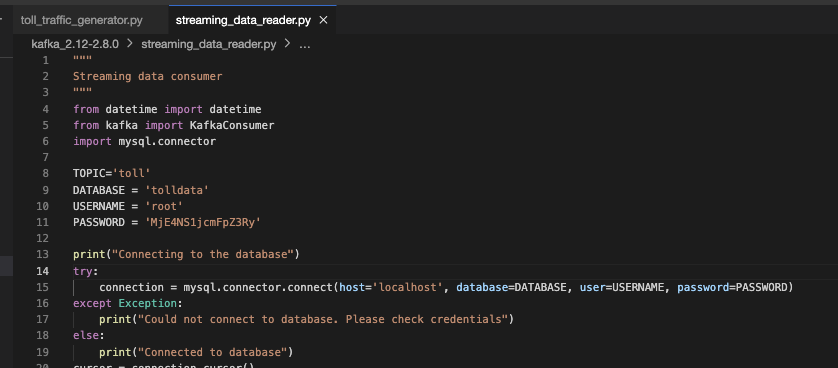 toll_traffic_generator.py streaming_data_reader.py ×
kafka_2.12-2.8.0 > streaming_data_reader.py > ...
1 """
2 Streaming data consumer
3 """
4 from datetime import datetime
5 from kafka import KafkaConsumer
6 import mysql.connector
7
8 TOPIC='toll'
9 DATABASE = 'tolldata'
10 USERNAME = 'root'
11 PASSWORD = 'MjE4NS1jcmFpZ3Ry'
12
13 print("Connecting to the database")
14 try:
15     connection = mysql.connector.connect(host='localhost', database=DATABASE, user=USERNAME, password=PASSWORD)
16 except Exception:
17     print("Could not connect to database. Please check credentials")
18 else:
19     print("Connected to database")
20 cursor = connection.cursor()